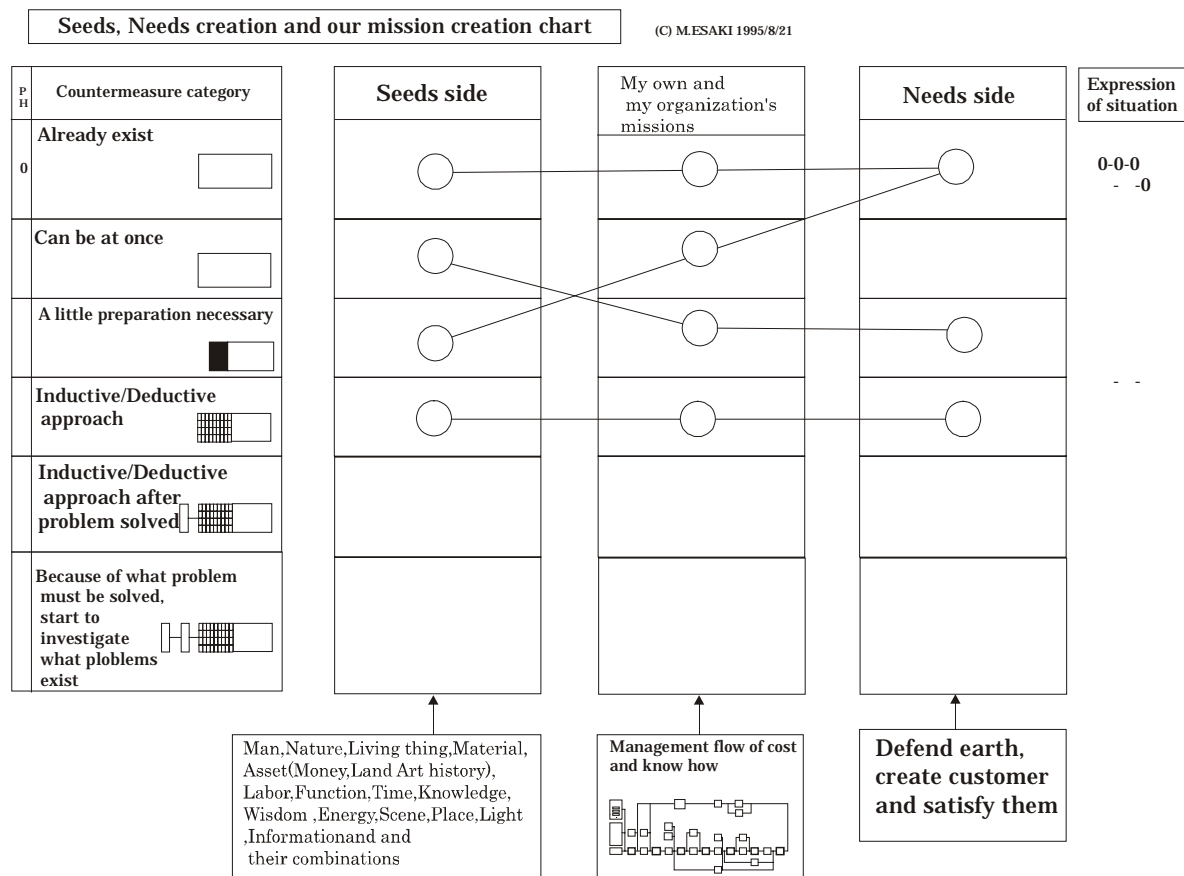 Seeds, Needs creation and our mission creation chart
(C) M.ESAKI 1995/8/21
P
H
Countermeasure category
Seeds side
My own and
my organization's
missions
Needs side
Expression
of situation
Already exist
0
0-0-0
- -0
Can be at once
A little preparation necessary
- -
Inductive/Deductive
approach
Inductive/Deductive
approach after
problem solved
Because of what problem
must be solved,
start to
investigate
what ploblems
exist
Man,Nature,Living thing,Material,
Asset(Money,Land Art history),
Labor,Function,Time,Knowledge,
Wisdom ,Energy,Scene,Place,Light
,Informationand and
their combinations
Management flow of cost
and know how
Defend earth,
create customer
and satisfy them